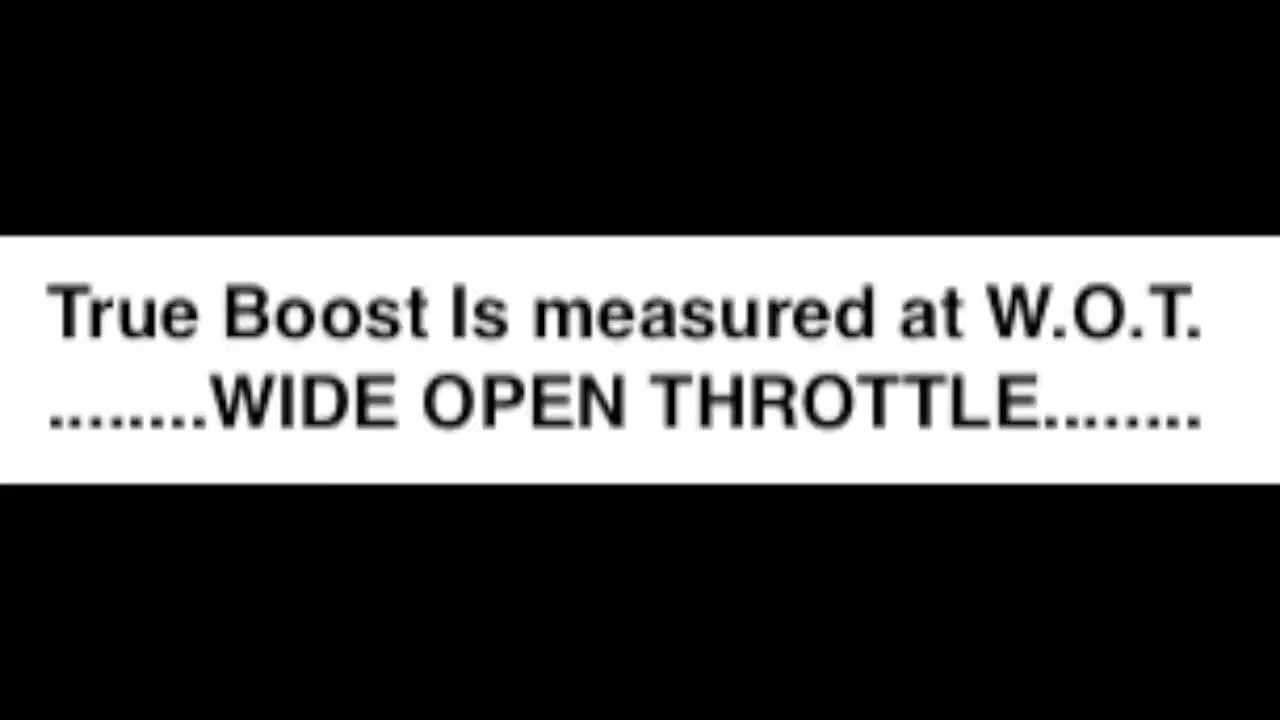 True Boost Is measured at W.O.T.
........WIDE OPEN THROTTLE........